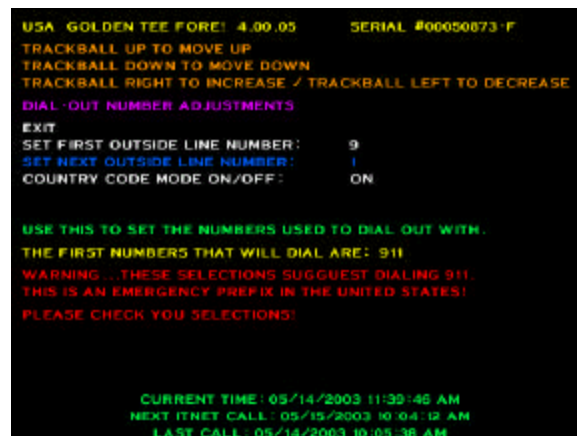 USA GOLDEN TEE FORE! 4.00.05 SERIAL #00050873-F
TRACKBALL UP TO MOVE UP
TRACKBALL DOWN TO MOVE DOWN
TRACKBALL RIGHT TO INCREASE / TRACKBALL LEFT TO DECREASE
DIAL-OUT NUMBER ADJUSTMENTS
EXIT
SET FIRST OUTSIDE LINE NUMBER: 9
SET NEXT OUTSIDE LINE NUMBER: 1
COUNTRY CODE MODE ON/OFF: ON
USE THIS TO SET THE NUMBERS USED TO DIAL OUT WITH.
THE FIRST NUMBERS THAT WILL DIAL ARE: 911
WARNING...THESE SELECTIONS SUGGUEST DIALING 911.
THIS IS AN EMERGENCY PREFIX IN THE UNITED STATES!
PLEASE CHECK YOU SELECTIONS!
CURRENT TIME: 05/14/2003 11:39:46 AM
NEXT ITNET CALL: 05/15/2003 10:04:12 AM
LAST CALL: 05/14/2003 10:05:38 AM